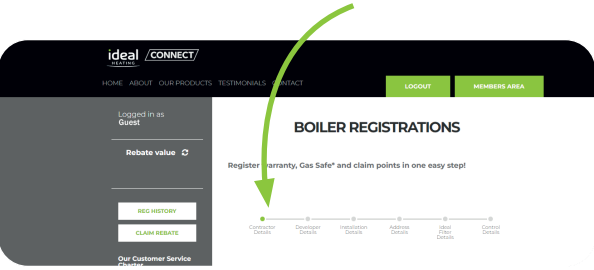 ideal
HEATING
CONNECT
HOME ABOUT OUR PRODUCTS TESTIMONIALS CONTACT
LOGOUT
MEMBERS AREA
Logged in as
Guest
Rebate value
REG HISTORY
CLAIM REBATE
Our Customer Service
Charter
BOILER REGISTRATIONS
Register warranty, Gas Safe* and claim points in one easy step!
Contractor
Details
Developer
Details
Installation
Details
Address
Details
Ideal
Filter
Details
Control
Details